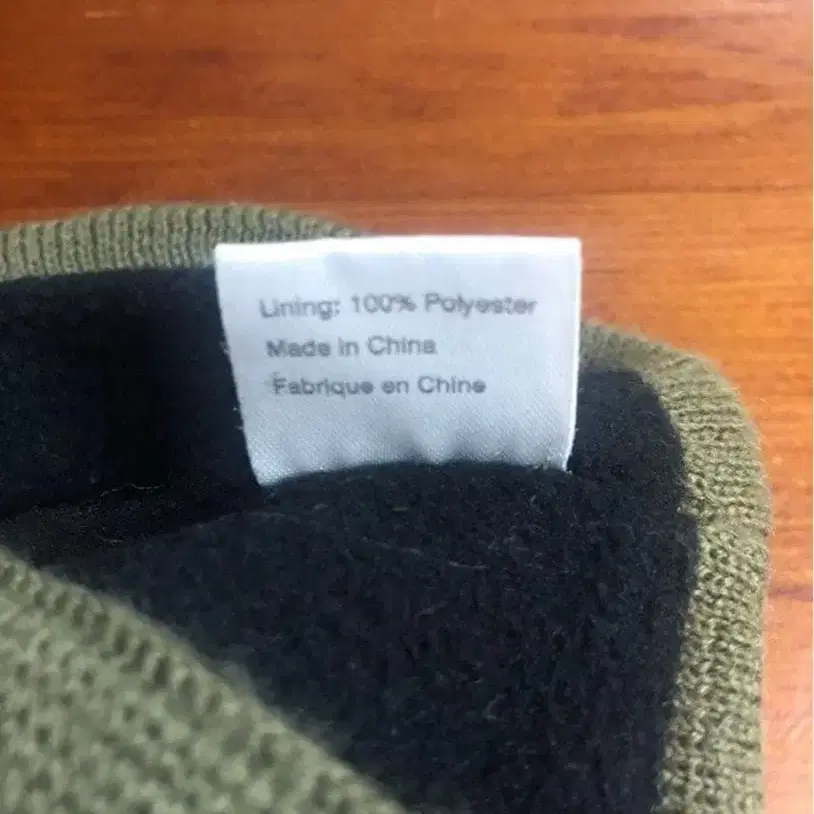 Lining: 100% Polyester
Made in China
Fabrique en Chine